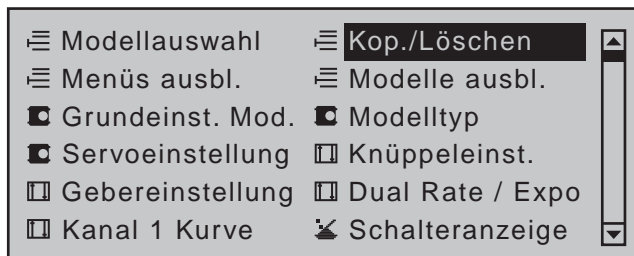 Modellauswahl Kop./Löschen
Menüs ausbl. Modelle ausbl.
Grundeinst. Mod. Modelltyp
Servoeinstellung Knüppeleinst.
Gebereinstellung Dual Rate / Expo
Kanal 1 Kurve Schalteranzeige